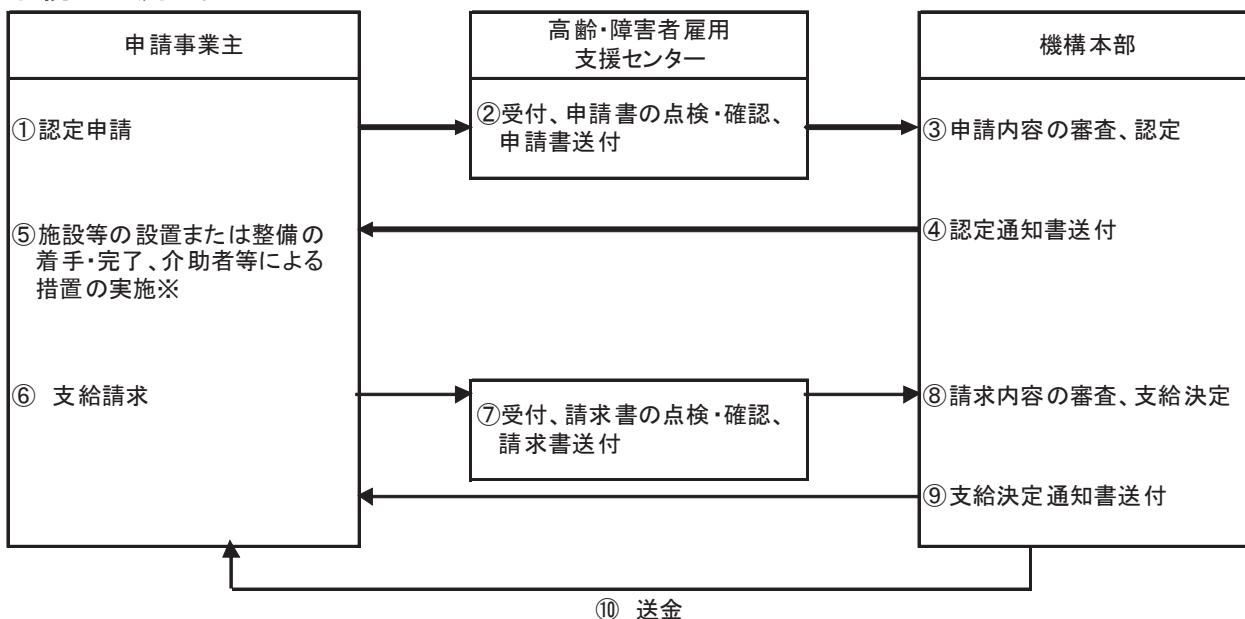 申請事業主
高齢・障害者雇用
支援センター
機構本部
①認定申請
②受付、申請書の点検・確認、
申請書送付
③申請内容の審査、認定
⑤施設等の設置または整備の
着手・完了、介助者等による
措置の実施※
④認定通知書送付
⑥ 支給請求
⑦受付、請求書の点検・確認、
請求書送付
⑧請求内容の審査、支給決定
⑨支給決定通知書送付
⑩ 送金